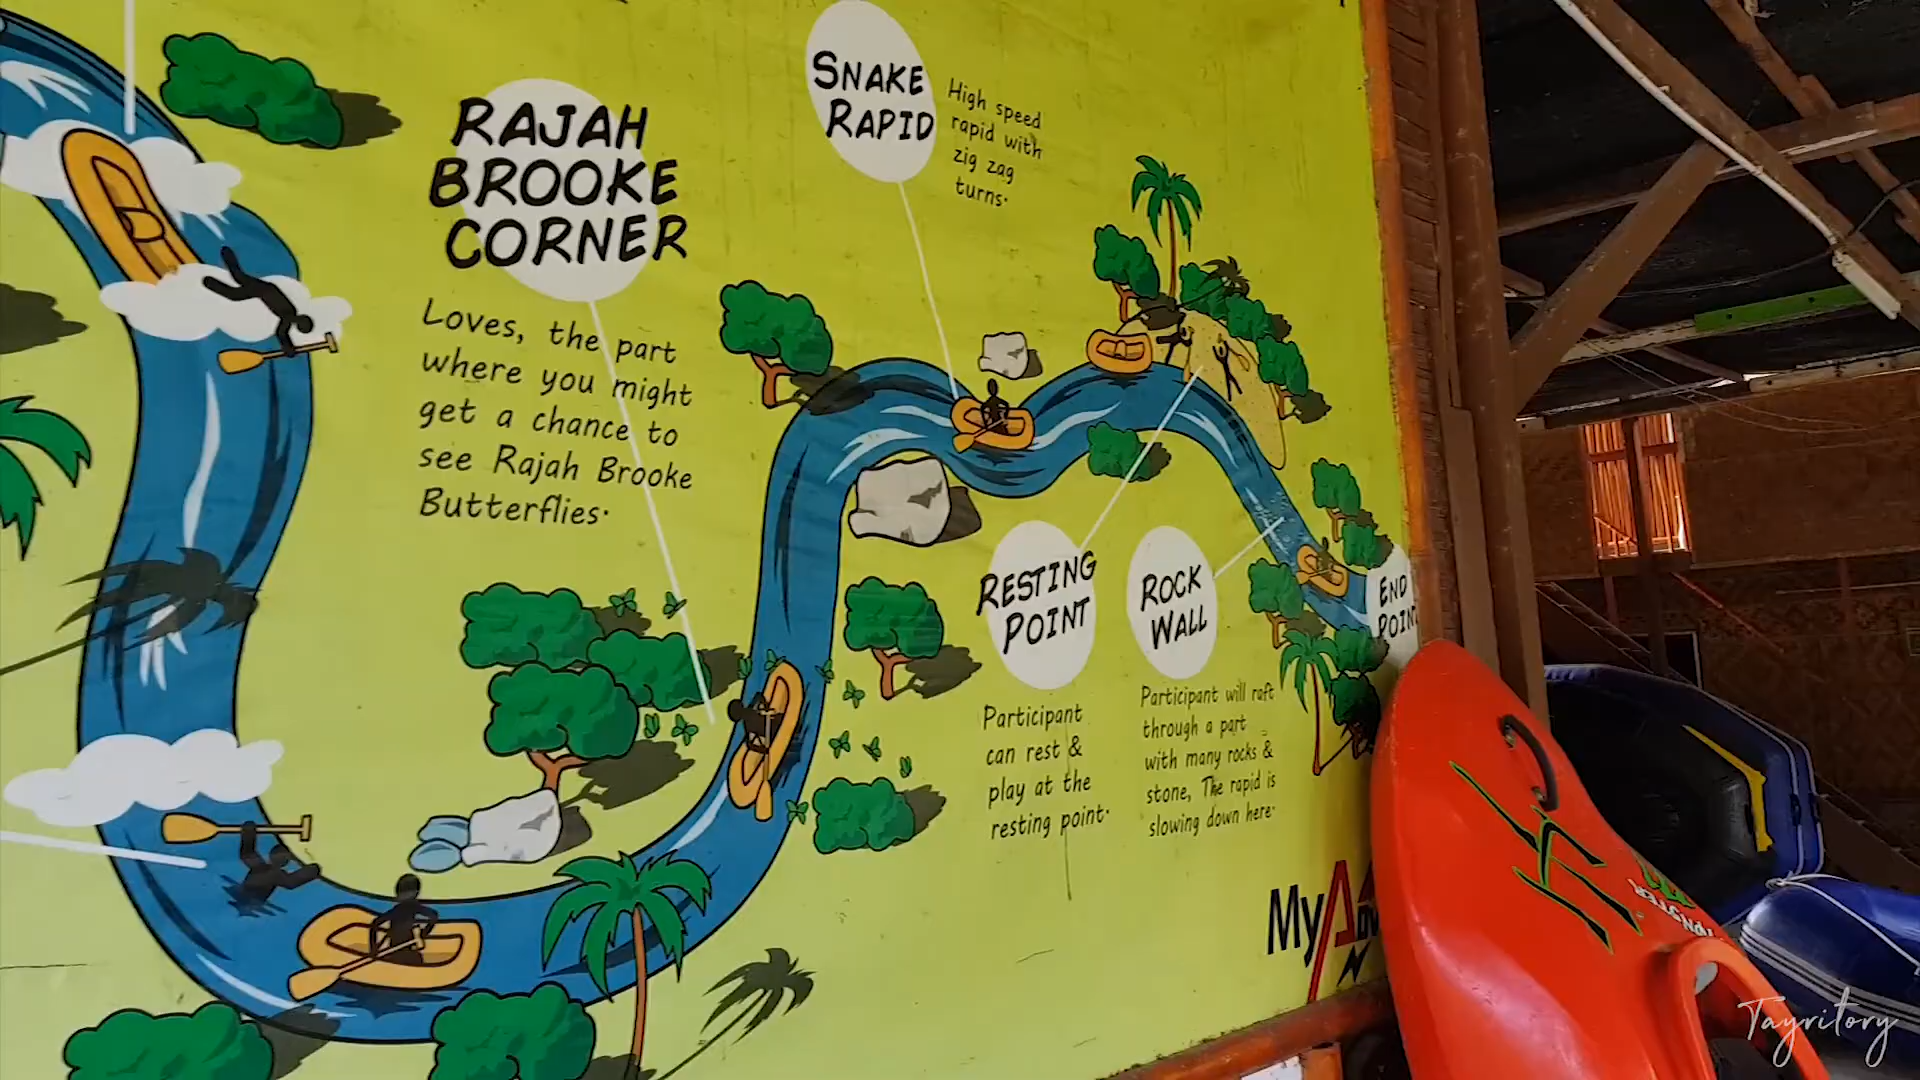 RAJAH
BROOKE
CORNER
Loves, the part
where you might
get a chance to
see Rajah Brooke
Butterflies.
SNAKE
RAPID
High speed
rapid with
zig zag
turns.
RESTING
POINT
Participant
can rest &
play at the
resting point.
ROCK
WALL
Participant will raft
through a part
with many rocks &
stone, The rapid is
slowing down here.
END
POINT
My
Tayritory